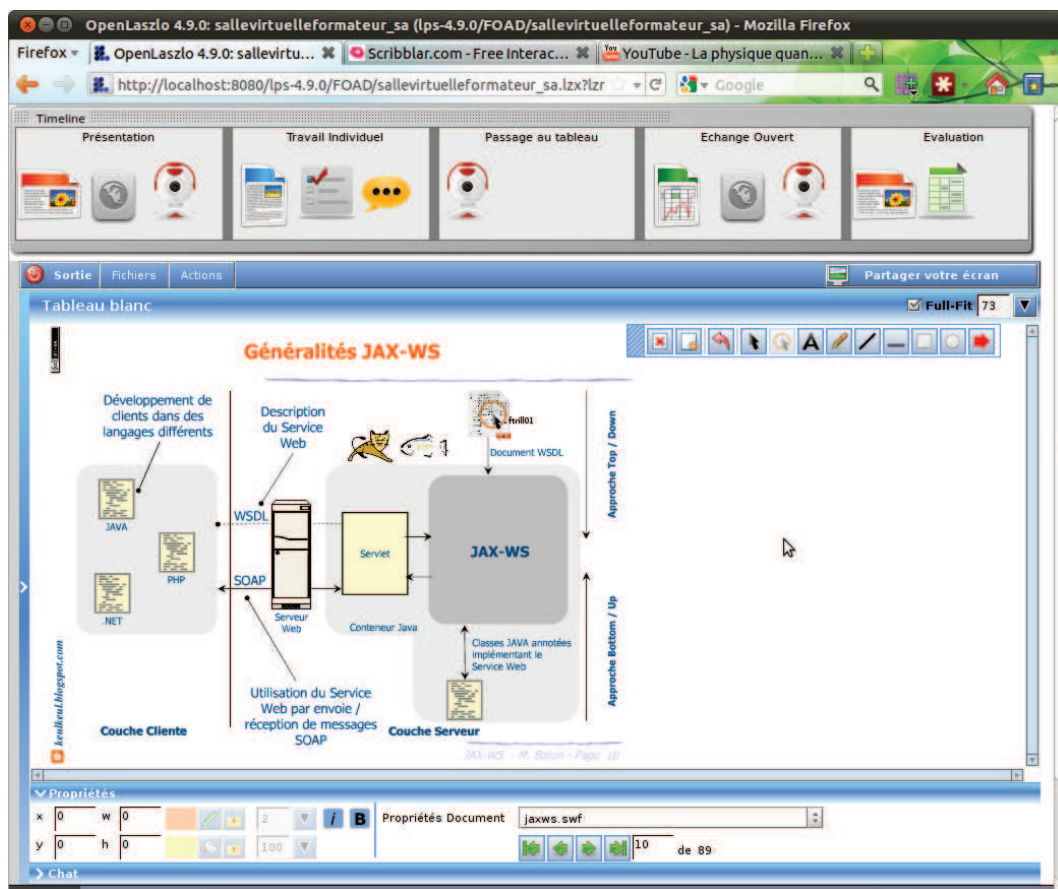 OpenLaszlo 4.9.0: sallevirtuelleformateur_sa (lps-4.9.0/FOAD/sallevirtuelleformateur_sa) - Mozilla Firefox
Firefox
OpenLaszlo 4.9.0: sallevirtu...
Scribblar.com - Free Interac...
You
YouTube - La physique quan...
http://localhost:8080/lps-4.9.0/FOAD/sallevirtuelleformateur_sa.lzx?lzr
Google
Timeline
Présentation
Travail Individuel
Passage au tableau
Echange Ouvert
Evaluation
Sortie
Fichiers
Actions
Partager votre écran
Tableau blanc
Full-Fit 73
Généralités JAX-WS
A
Développement de
clients dans des
langages différents
Description
du Service
Web
ftrill01
Document WSDL
Approche Top / Down
WSDL
JAVA
PHP
.NET
SOAP
Serveur
Web
Servlet
JAX-WS
Conteneur Java
Classes JAVA annotées
implémentant le
Service Web
Approche Bottom / Up
keulkeul.blogspot.com
Utilisation du Service
Web par envoie /
réception de messages
SOAP
Couche Cliente
Couche Serveur
JAX-WS - M. Baron - Page 10
Propriétés
x 0 w 0
2
i B
Propriétés Document
jaxws.swf
y 0 h 0
100
10 de 89
Chat